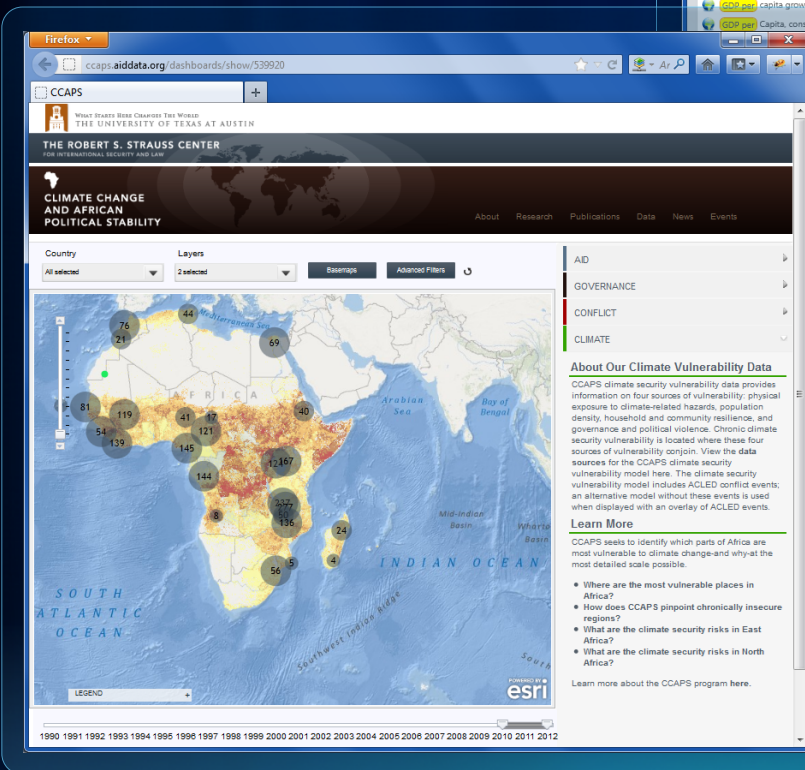 GDP per capita grow
GDP per Capita, cons
Firefox
ccaps.aiddata.org/dashboards/show/539920
Ar
CCAPS
+
WHAT STARTS HERE CHANGES THE WORLD
THE UNIVERSITY OF TEXAS AT AUSTIN
THE ROBERT S. STRAUSS CENTER
FOR INTERNATIONAL SECURITY AND LAW
CLIMATE CHANGE
AND AFRICAN
POLITICAL STABILITY
About Research Publications Data News Events
Country
All selected
Layers
2 selected
Basemaps
Advanced Filters
44
76
21
Mediterranean Sea
69
AFRICA
81
119
41
17
40
54
139
121
145
167
144
8
136
24
5
4
56
Arabian
Sea
Bay of
Bengal
Mid-Indian
Basin
Wharto
Basin
INDIAN OCEAN
SOUTH
ATLANTIC
OCEAN
Southwest Indian Ridge
South
LEGEND
+
POWERED BY
esri
1990 1991 1992 1993 1994 1995 1996 1997 1998 1999 2000 2001 2002 2003 2004 2005 2006 2007 2008 2009 2010 2011 2012
AID
GOVERNANCE
CONFLICT
CLIMATE
About Our Climate Vulnerability Data
CCAPS climate security vulnerability data provides
information on four sources of vulnerability: physical
exposure to climate-related hazards, population
density, household and community resilience, and
governance and political violence. Chronic climate
security vulnerability is located where these four
sources of vulnerability conjoin. View the data
sources for the CCAPS climate security
vulnerability model here. The climate security
vulnerability model includes ACLED conflict events;
an alternative model without these events is used
when displayed with an overlay of ACLED events.
Learn More
CCAPS seeks to identify which parts of Africa are
most vulnerable to climate change-and why-at the
most detailed scale possible.
Where are the most vulnerable places in
Africa?
How does CCAPS pinpoint chronically insecure
regions?
What are the climate security risks in East
Africa?
What are the climate security risks in North
Africa?
Learn more about the CCAPS program here.